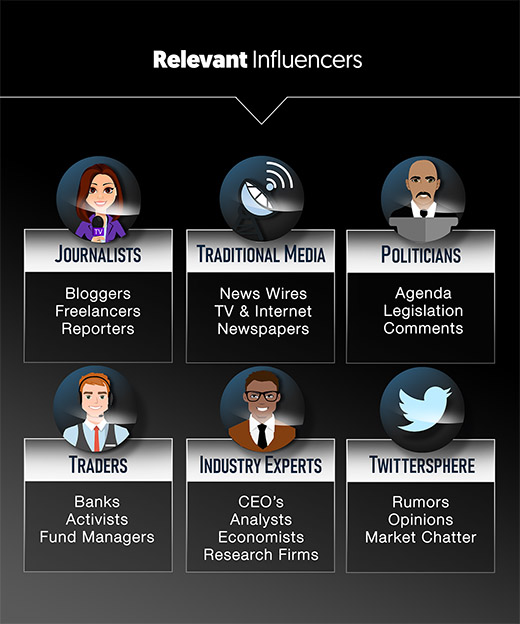 Relevant Influencers
TV
JOURNALISTS
Bloggers
Freelancers
Reporters
TRADITIONAL MEDIA
News Wires
TV & Internet
Newspapers
POLITICIANS
Agenda
Legislation
Comments
TRADERS
Banks
Activists
Fund Managers
INDUSTRY EXPERTS
CEO's
Analysts
Economists
Research Firms
TWITTERSPHERE
Rumors
Opinions
Market Chatter